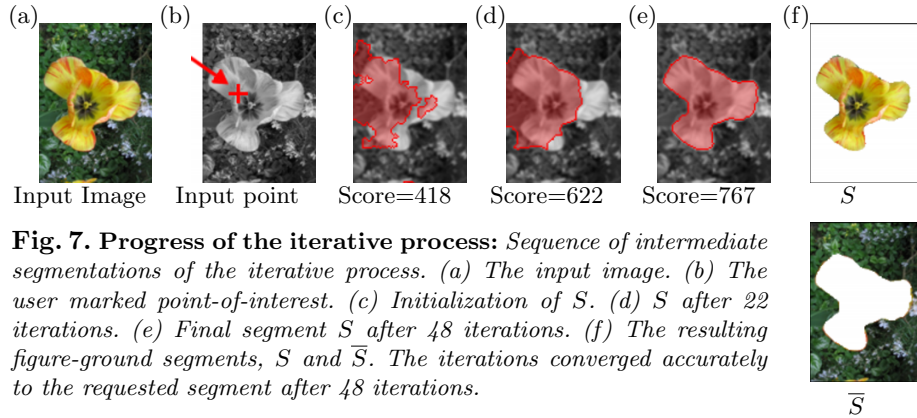 (a) (b) (c) (d) (e) (f)
Input Image Input point Score=418 Score=622 Score=767 S
Fig. 7. Progress of the iterative process: Sequence of intermediate
segmentations of the iterative process. (a) The input image. (b) The
user marked point-of-interest. (c) Initialization of S. (d) S after 22
iterations. (e) Final segment S after 48 iterations. (f) The resulting
figure-ground segments, S and S̅. The iterations converged accurately
to the requested segment after 48 iterations.
S̅